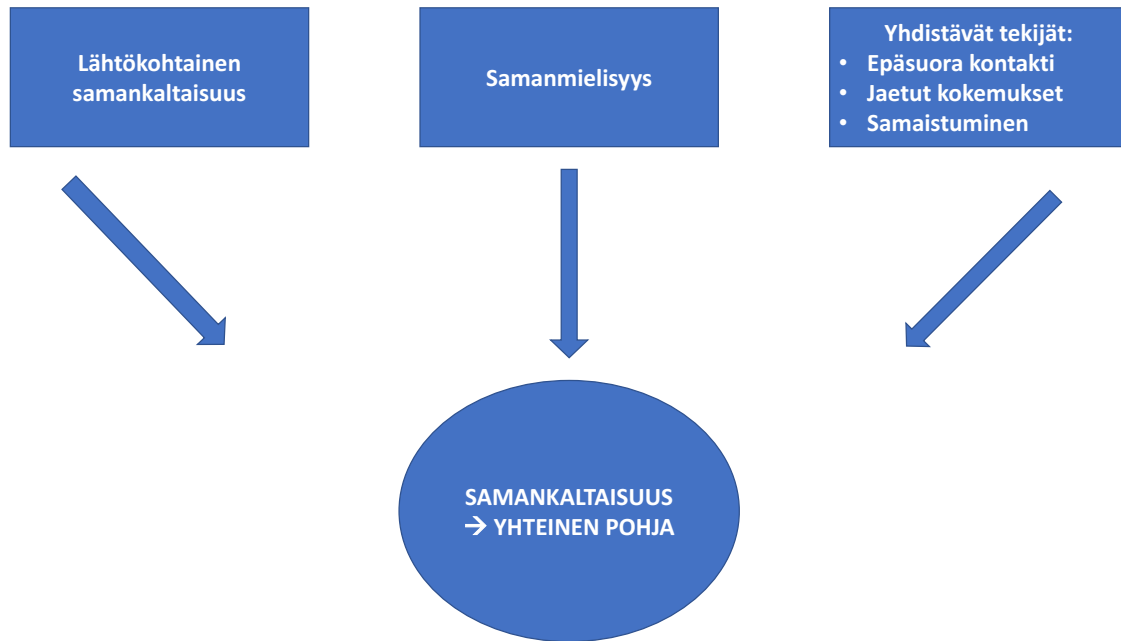 Lähtökohtainen
samankaltaisuus
Samanmielisyys
Yhdistävät tekijät:
• Epäsuora kontakti
• Jaetut kokemukset
• Samaistuminen
SAMANKALTAISUUS
→ YHTEINEN POHJA